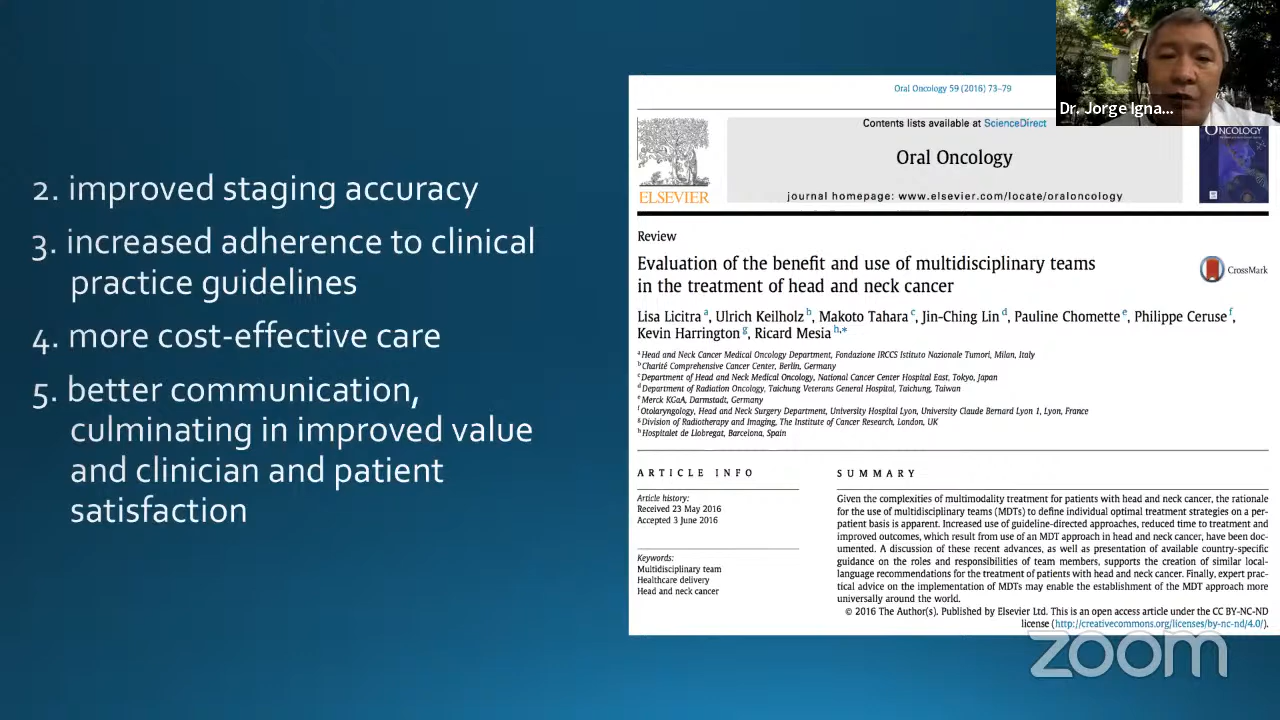 2. improved staging accuracy
3. increased adherence to clinical
practice guidelines
4. more cost-effective care
5. better communication,
culminating in improved value
and clinician and patient
satisfaction
Dr. Jorge Igna...
Oral Oncology 59 (2016) 73–79
Contents lists available at ScienceDirect
Oral Oncology
journal homepage: www.elsevier.com/locate/oraloncology
ELSEVIER
ONCOLOGY
Review
Evaluation of the benefit and use of multidisciplinary teams
in the treatment of head and neck cancer
CrossMark
Lisa Licitra a, Ulrich Keilholz b, Makoto Tahara c, Jin-Ching Lin d, Pauline Chomette e, Philippe Ceruse f,
Kevin Harrington g, Ricard Mesia h,*
a Head and Neck Cancer Medical Oncology Department, Fondazione IRCCS Istituto Nazionale Tumori, Milan, Italy
b Charité Comprehensive Cancer Center, Berlin, Germany
c Department of Head and Neck Medical Oncology, National Cancer Center Hospital East, Tokyo, Japan
d Department of Radiation Oncology, Taichung Veterans General Hospital, Taichung, Taiwan
e Merck KGaA, Darmstadt, Germany
f Otolaryngology, Head and Neck Surgery Department, University Hospital Lyon, University Claude Bernard Lyon 1, Lyon, France
g Division of Radiotherapy and Imaging, The Institute of Cancer Research, London, UK
h Hospitalet de Llobregat, Barcelona, Spain
ARTICLE INFO
Article history:
Received 23 May 2016
Accepted 3 June 2016
Keywords:
Multidisciplinary team
Healthcare delivery
Head and neck cancer
SUMMARY
Given the complexities of multimodality treatment for patients with head and neck cancer, the rationale
for the use of multidisciplinary teams (MDTs) to define individual optimal treatment strategies on a per-
patient basis is apparent. Increased use of guideline-directed approaches, reduced time to treatment and
improved outcomes, which result from use of an MDT approach in head and neck cancer, have been doc-
umented. A discussion of these recent advances, as well as presentation of available country-specific
guidance on the roles and responsibilities of team members, supports the creation of similar local-
language recommendations for the treatment of patients with head and neck cancer. Finally, expert prac-
tical advice on the implementation of MDTs may enable the establishment of the MDT approach more
universally around the world.
© 2016 The Author(s). Published by Elsevier Ltd. This is an open access article under the CC BY-NC-ND
license (http://creativecommons.org/licenses/by-nc-nd/4.0/).
zoom